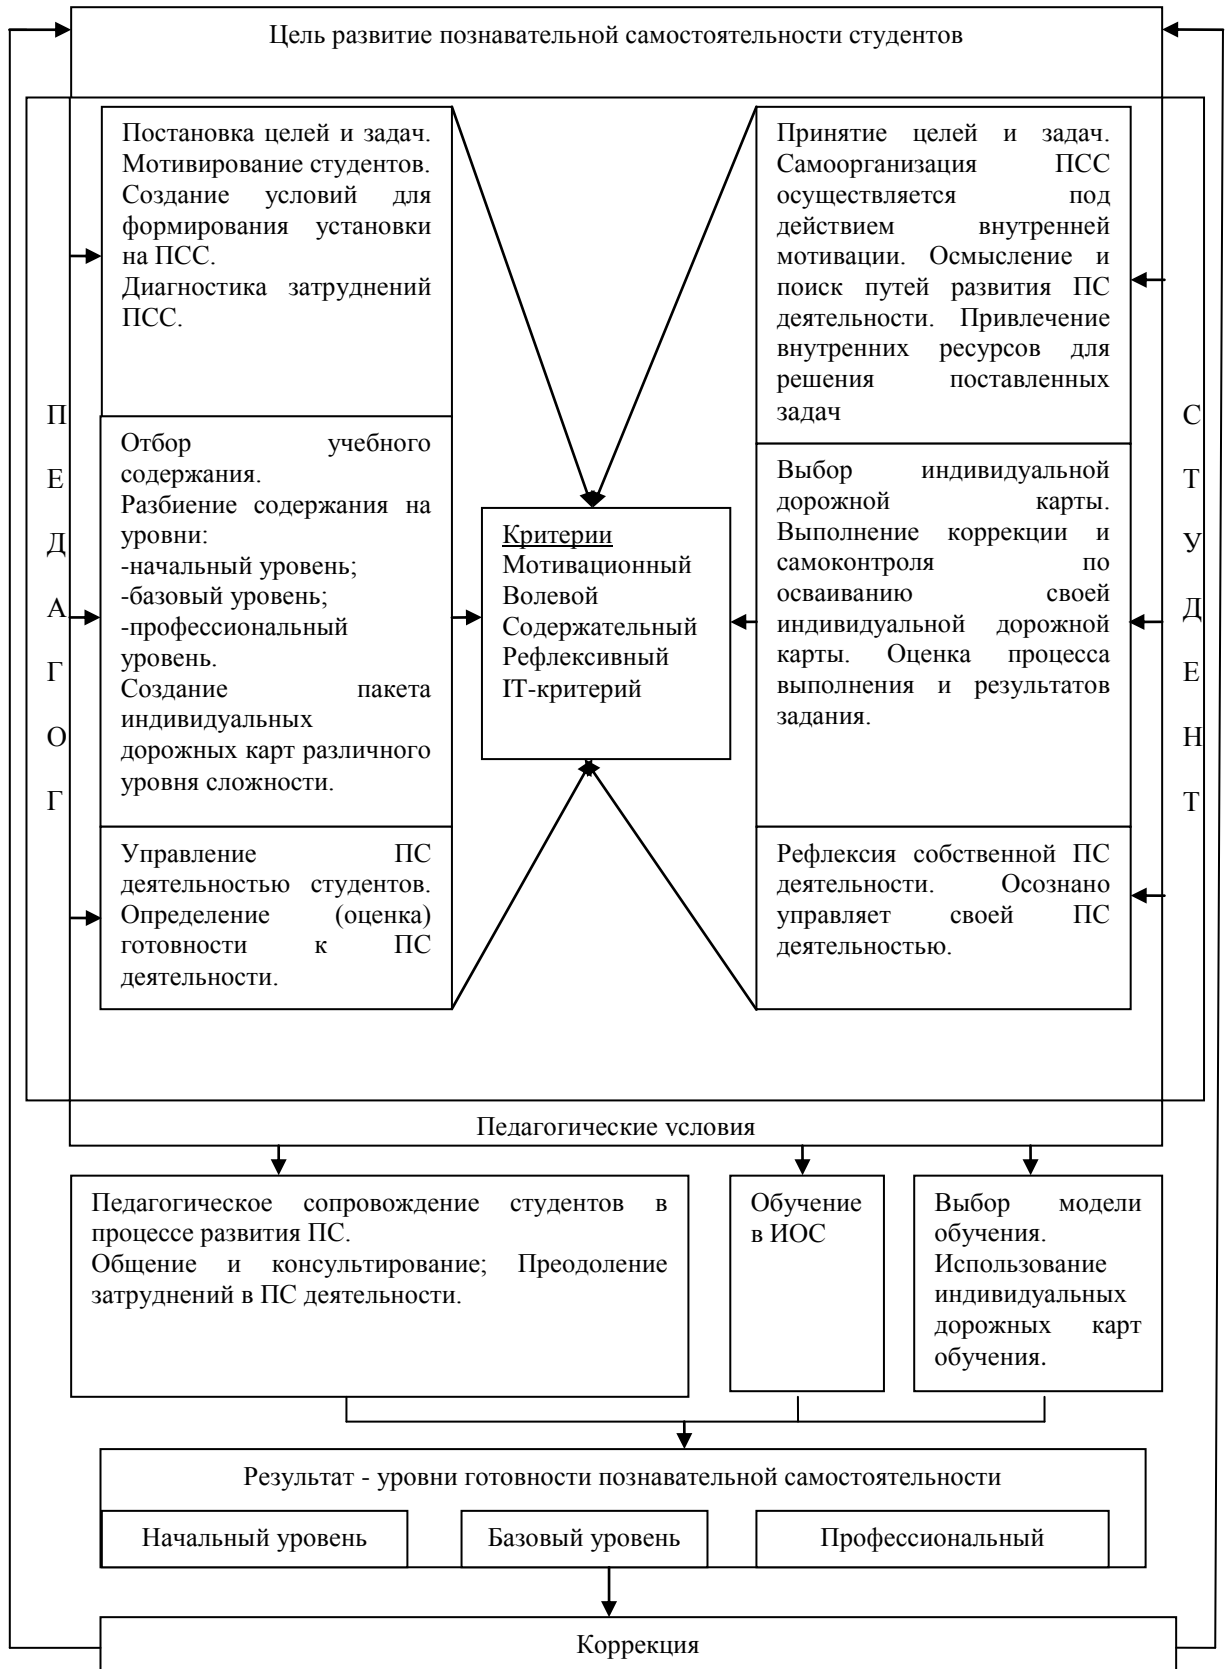 Цель развитие познавательной самостоятельности студентов
П
Е
Д
А
Г
О
Г
Постановка целей и задач.
Мотивирование студентов.
Создание условий для
формирования установки
на ПСС.
Диагностика затруднений
ПСС.
Отбор учебного
содержания.
Разбиение содержания на
уровни:
-начальный уровень;
-базовый уровень;
-профессиональный
уровень.
Создание пакета
индивидуальных
дорожных карт различного
уровня сложности.
Управление ПС
деятельностью студентов.
Определение (оценка)
готовности к ПС
деятельности.
Критерии
Мотивационный
Волевой
Содержательный
Рефлексивный
IT-критерий
Принятие целей и задач.
Самоорганизация ПСС
осуществляется под
действием внутренней
мотивации. Осмысление и
поиск путей развития ПС
деятельности. Привлечение
внутренних ресурсов для
решения поставленных
задач
Выбор индивидуальной
дорожной карты.
Выполнение коррекции и
самоконтроля по
осваиванию своей
индивидуальной дорожной
карты. Оценка процесса
выполнения и результатов
задания.
Рефлексия собственной ПС
деятельности. Осознано
управляет своей ПС
деятельностью.
С
Т
У
Д
Е
Н
Т
Педагогические условия
Педагогическое сопровождение студентов в
процессе развития ПС.
Общение и консультирование; Преодоление
затруднений в ПС деятельности.
Обучение
в ИОС
Выбор модели
обучения.
Использование
индивидуальных
дорожных карт
обучения.
Результат - уровни готовности познавательной самостоятельности
Начальный уровень
Базовый уровень
Профессиональный
Коррекция